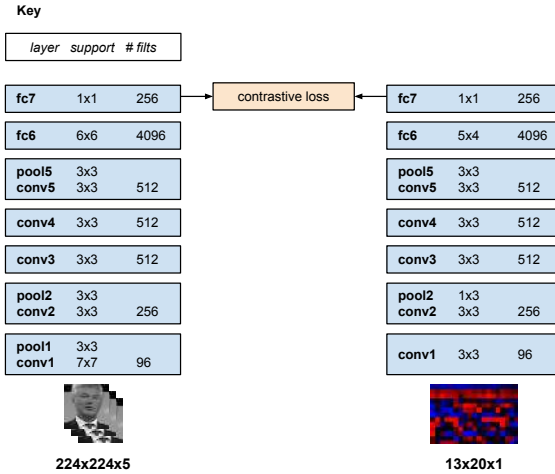 Key
layer support # filts
fc7 1x1 256
contrastive loss
fc7 1x1 256
fc6 6x6 4096
fc6 5x4 4096
pool5 3x3
conv5 3x3 512
pool5 3x3
conv5 3x3 512
conv4 3x3 512
conv4 3x3 512
conv3 3x3 512
conv3 3x3 512
pool2 3x3
conv2 3x3 256
pool2 1x3
conv2 3x3 256
pool1 3x3
conv1 7x7 96
conv1 3x3 96
224x224x5
13x20x1